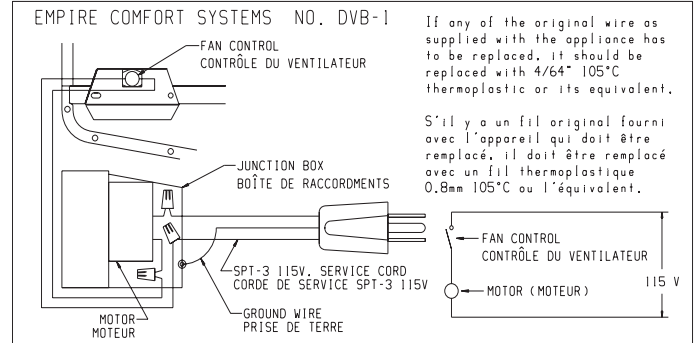 EMPIRE COMFORT SYSTEMS NO. DVB-1
If any of the original wire as
supplied with the appliance has
to be replaced, it should be
replaced with 4/64" 105°C
thermoplastic or its equivalent.
S'il y a un fil original fourni
avec l'appareil qui doit être
remplacé, il doit être remplacé
avec un fil thermoplastique
0.8mm 105°C ou l'équivalent.
FAN CONTROL
CONTRÔLE DU VENTILATEUR
JUNCTION BOX
BOÎTE DE RACCORDMENTS
SPT-3 115V. SERVICE CORD
CORDE DE SERVICE SPT-3 115V
GROUND WIRE
PRISE DE TERRE
MOTOR
MOTEUR
FAN CONTROL
CONTRÔLE DU VENTILATEUR
115 V
MOTOR (MOTEUR)